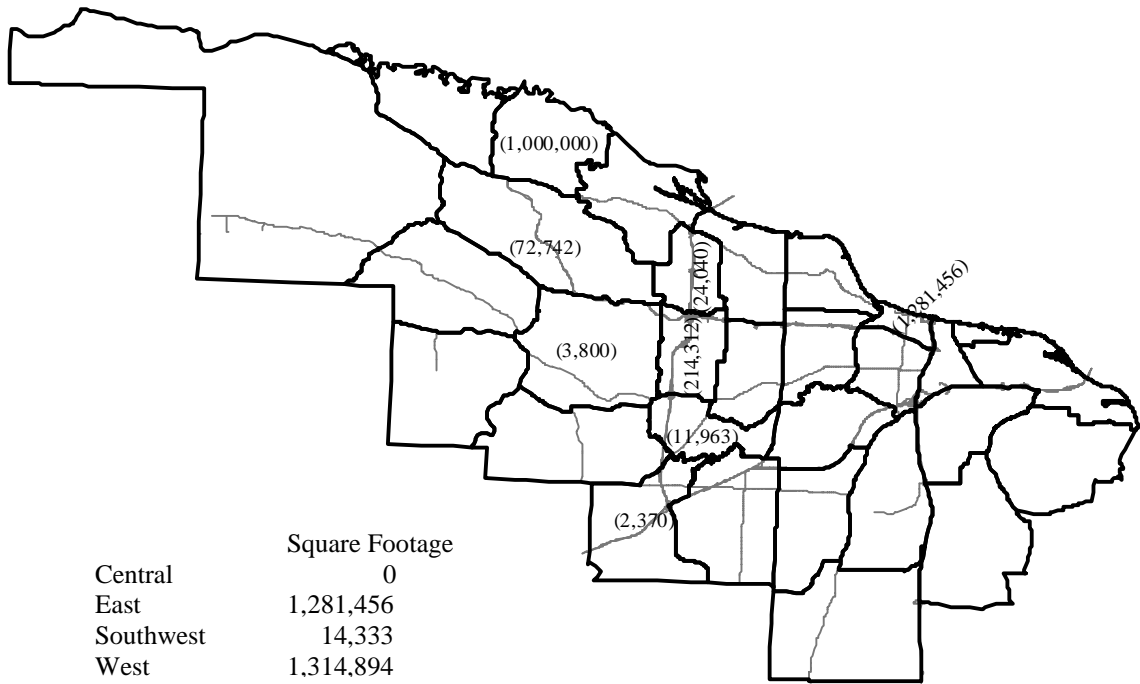 (1,000,000)
(72,742)
(24,040)
(1,281,456)
(3,800)
(214,312)
(11,963)
(2,370)
Square Footage
Central 0
East 1,281,456
Southwest 14,333
West 1,314,894